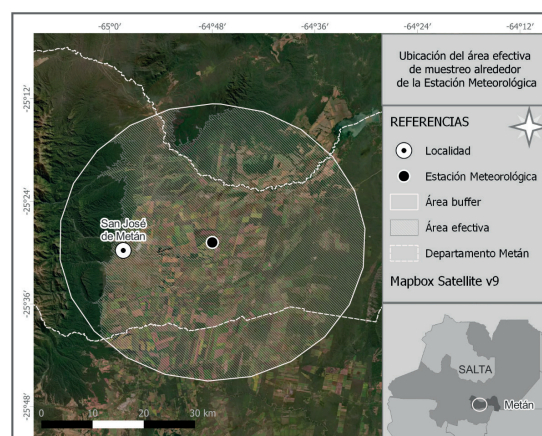 -65°0'
-64°48'
-64°36'
-64°24'
-64°12'
-25°12'
-25°24'
-25°36'
-25°48'
San José
de Metán
0 10 20 30 km
Ubicación del área efectiva
de muestreo alrededor
de la Estación Meteorológica
REFERENCIAS
Localidad
Estación Meteorológica
Área buffer
Área efectiva
Departamento Metán
Mapbox Satellite v9
SALTA
Metán